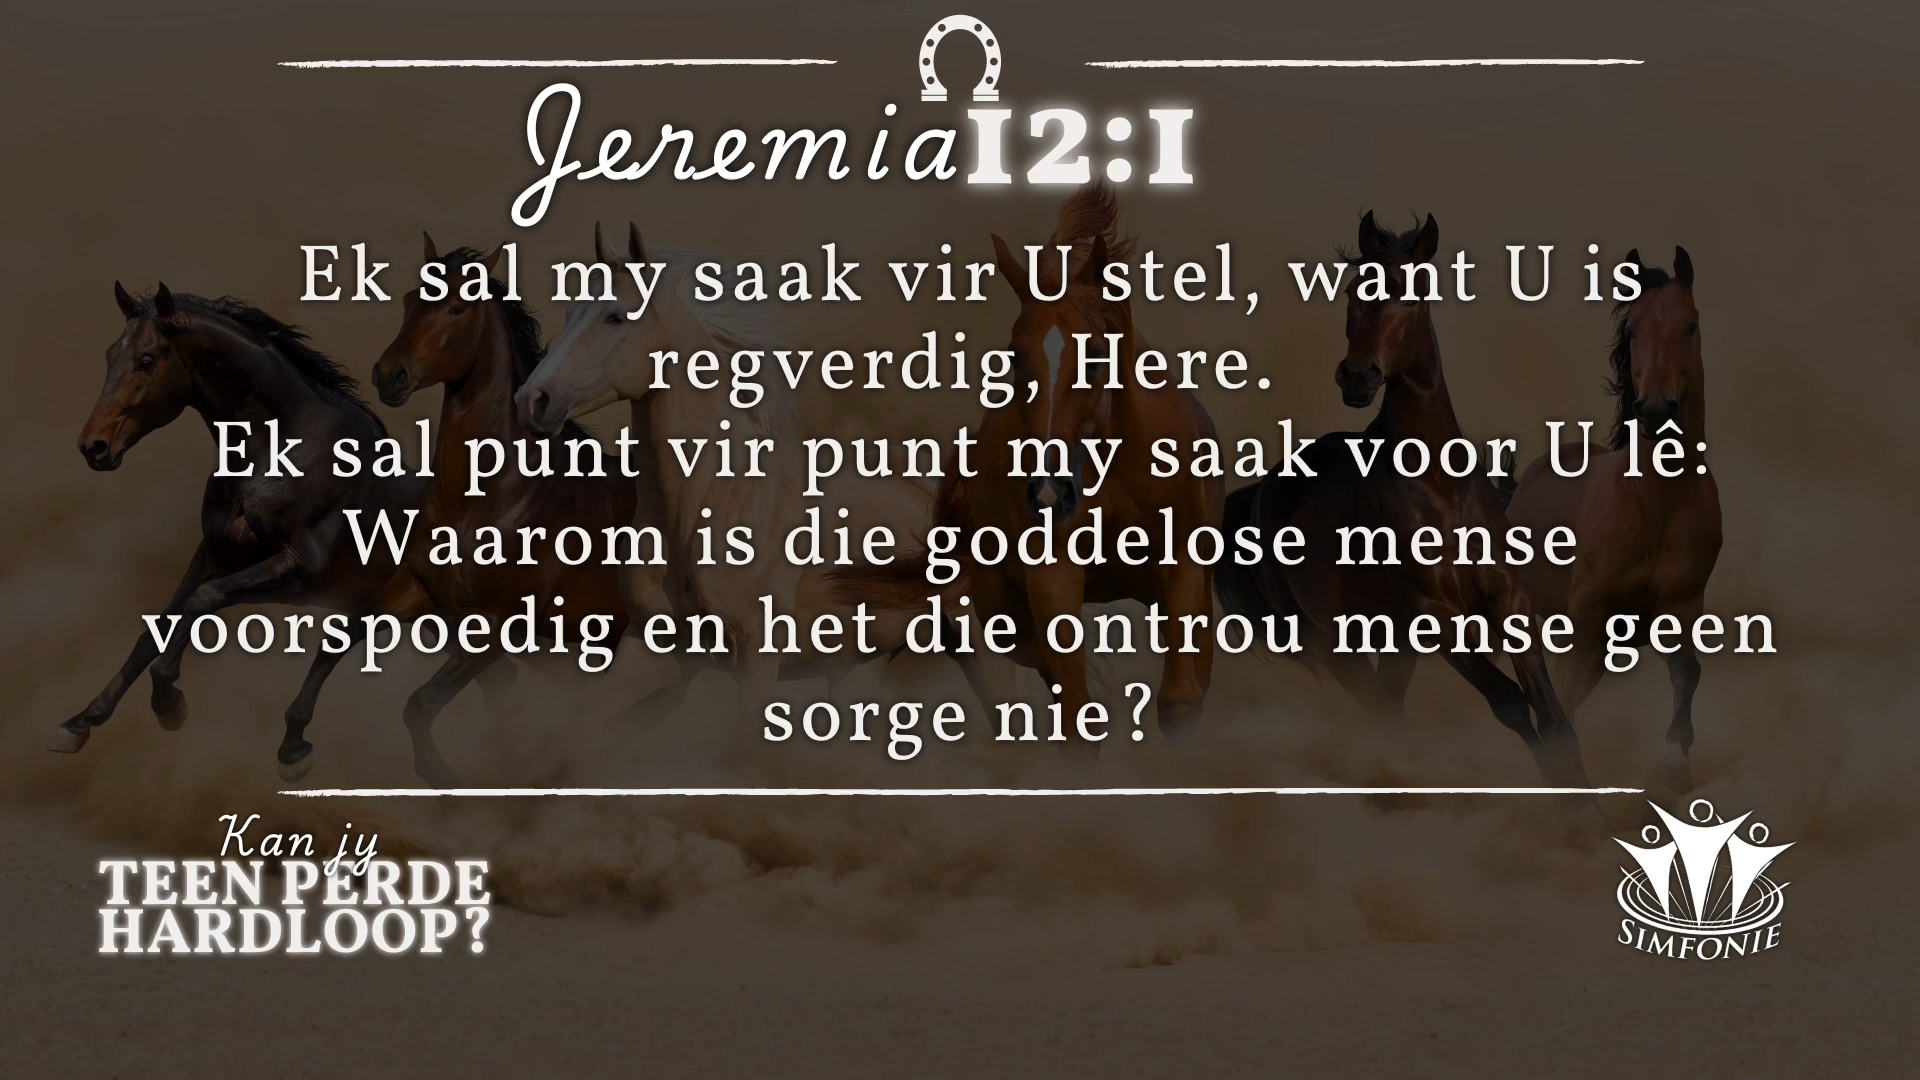 Jeremia 12:1
Ek sal my saak vir U stel, want U is
regverdig, Here.
Ek sal punt vir punt my saak voor U lê:
Waarom is die goddelose mense
voorspoedig en het die ontrou mense geen
sorge nie?
Kan jy
TEEN PERDE
HARDLOOP?
SIMFONIE